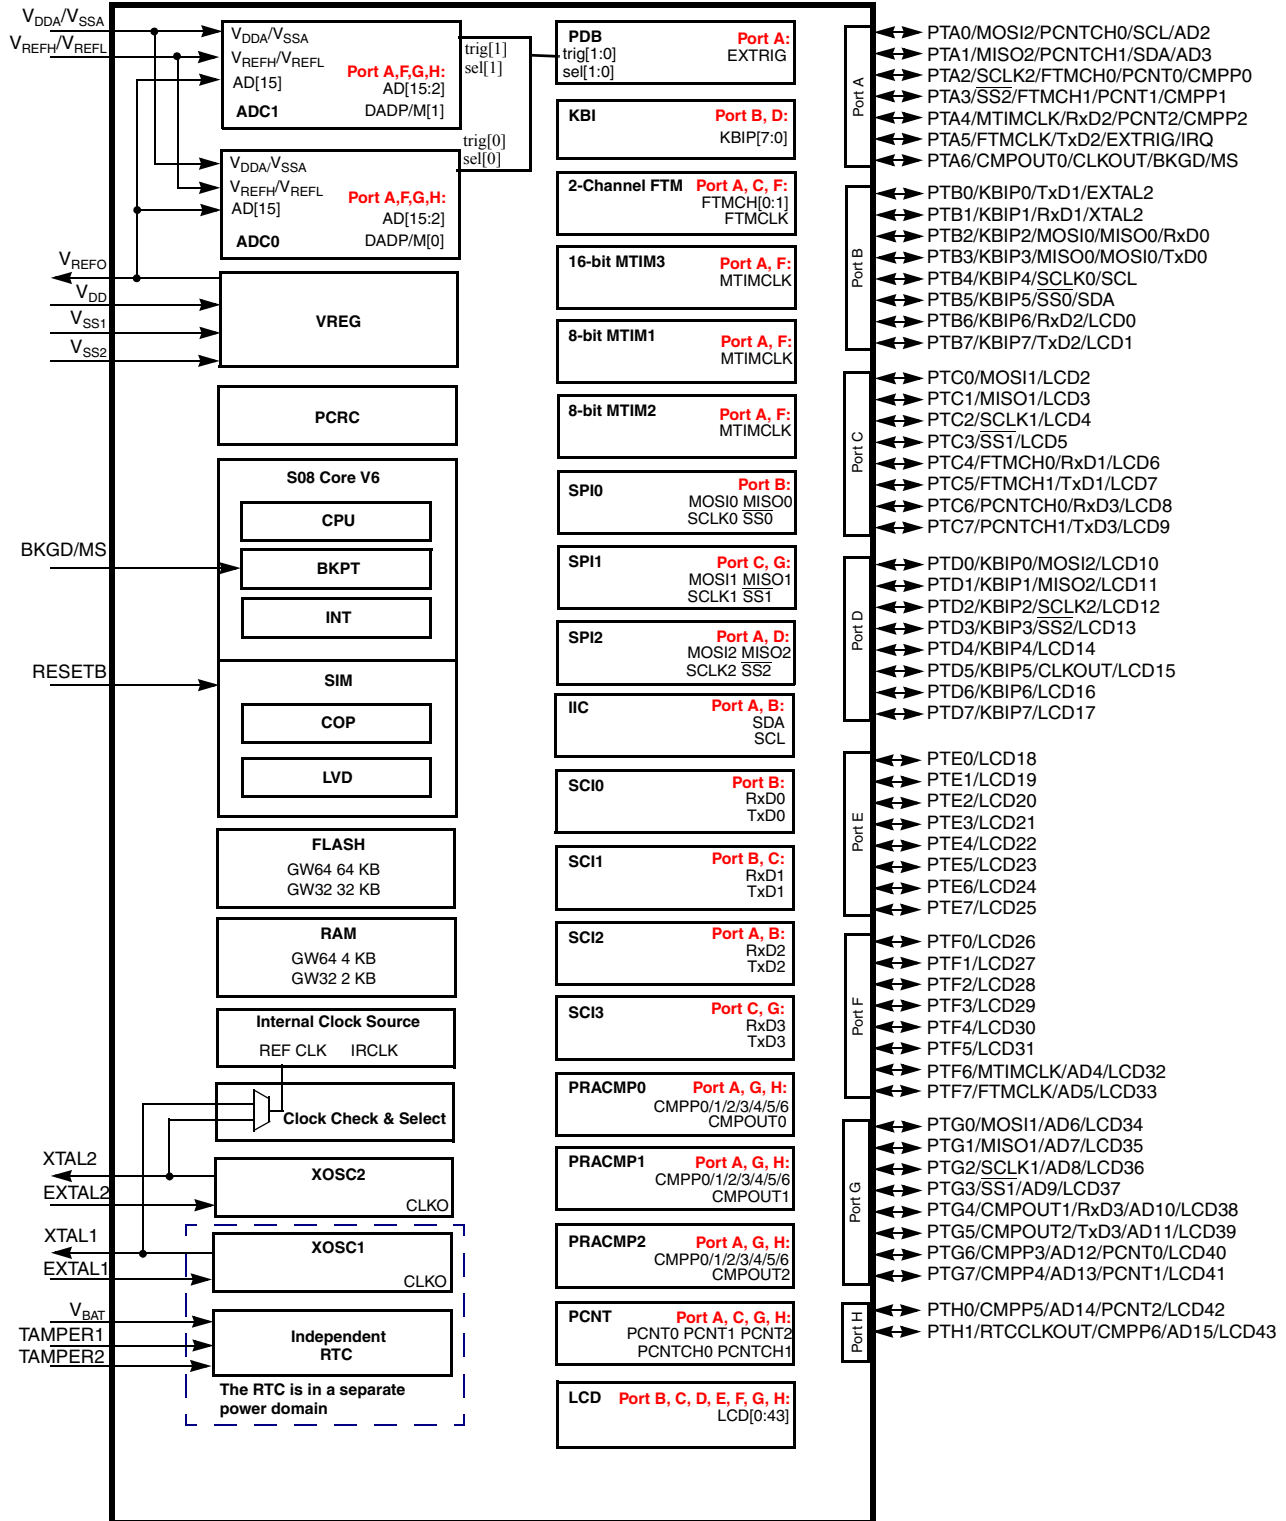 VDDA/VSSA
VREFH/VREFL
VREFO
VDD
VSS1
VSS2
BKGD/MS
RESETB
XTAL2
EXTAL2
XTAL1
EXTAL1
VBAT
TAMPER1
TAMPER2
VDDA/VSSA
VREFH/VREFL
Port A,F,G,H:
AD[15]
AD[15:2]
ADC1
DADP/M[1]
trig[1]
sel[1]
trig[0]
sel[0]
VDDA/VSSA
VREFH/VREFL
Port A,F,G,H:
AD[15]
AD[15:2]
ADC0
DADP/M[0]
VREG
PCRC
S08 Core V6
CPU
BKPT
INT
SIM
COP
LVD
FLASH
GW64 64 KB
GW32 32 KB
RAM
GW64 4 KB
GW32 2 KB
Internal Clock Source
REF CLK IRCLK
Clock Check & Select
XOSC2
CLKO
XOSC1
CLKO
Independent
RTC
The RTC is in a separate
power domain
PDB Port A:
trig[1:0] EXTRIG
sel[1:0]
KBI Port B, D:
KBIP[7:0]
2-Channel FTM Port A, C, F:
FTMCH[0:1]
FTMCLK
16-bit MTIM3 Port A, F:
MTIMCLK
8-bit MTIM1 Port A, F:
MTIMCLK
8-bit MTIM2 Port A, F:
MTIMCLK
SPI0 Port B:
MOSI0 MISO0
SCLK0 SS0
SPI1 Port C, G:
MOSI1 MISO1
SCLK1 SS1
SPI2 Port A, D:
MOSI2 MISO2
SCLK2 SS2
IIC Port A, B:
SDA
SCL
SCI0 Port B:
RxD0
TxD0
SCI1 Port B, C:
RxD1
TxD1
SCI2 Port A, B:
RxD2
TxD2
SCI3 Port C, G:
RxD3
TxD3
PRACMP0 Port A, G, H:
CMPP0/1/2/3/4/5/6
CMPOUT0
PRACMP1 Port A, G, H:
CMPP0/1/2/3/4/5/6
CMPOUT1
PRACMP2 Port A, G, H:
CMPP0/1/2/3/4/5/6
CMPOUT2
PCNT Port A, C, G, H:
PCNT0 PCNT1 PCNT2
PCNTCH0 PCNTCH1
LCD Port B, C, D, E, F, G, H:
LCD[0:43]
Port A
PTA0/MOSI2/PCNTCH0/SCL/AD2
PTA1/MISO2/PCNTCH1/SDA/AD3
PTA2/SCLK2/FTMCH0/PCNT0/CMPP0
PTA3/SS2/FTMCH1/PCNT1/CMPP1
PTA4/MTIMCLK/RxD2/PCNT2/CMPP2
PTA5/FTMCLK/TxD2/EXTRIG/IRQ
PTA6/CMPOUT0/CLKOUT/BKGD/MS
Port B
PTB0/KBIP0/TxD1/EXTAL2
PTB1/KBIP1/RxD1/XTAL2
PTB2/KBIP2/MOSI0/MISO0/RxD0
PTB3/KBIP3/MISO0/MOSI0/TxD0
PTB4/KBIP4/SCLK0/SCL
PTB5/KBIP5/SS0/SDA
PTB6/KBIP6/RxD2/LCD0
PTB7/KBIP7/TxD2/LCD1
Port C
PTC0/MOSI1/LCD2
PTC1/MISO1/LCD3
PTC2/SCLK1/LCD4
PTC3/SS1/LCD5
PTC4/FTMCH0/RxD1/LCD6
PTC5/FTMCH1/TxD1/LCD7
PTC6/PCNTCH0/RxD3/LCD8
PTC7/PCNTCH1/TxD3/LCD9
Port D
PTD0/KBIP0/MOSI2/LCD10
PTD1/KBIP1/MISO2/LCD11
PTD2/KBIP2/SCLK2/LCD12
PTD3/KBIP3/SS2/LCD13
PTD4/KBIP4/LCD14
PTD5/KBIP5/CLKOUT/LCD15
PTD6/KBIP6/LCD16
PTD7/KBIP7/LCD17
Port E
PTE0/LCD18
PTE1/LCD19
PTE2/LCD20
PTE3/LCD21
PTE4/LCD22
PTE5/LCD23
PTE6/LCD24
PTE7/LCD25
Port F
PTF0/LCD26
PTF1/LCD27
PTF2/LCD28
PTF3/LCD29
PTF4/LCD30
PTF5/LCD31
PTF6/MTIMCLK/AD4/LCD32
PTF7/FTMCLK/AD5/LCD33
Port G
PTG0/MOSI1/AD6/LCD34
PTG1/MISO1/AD7/LCD35
PTG2/SCLK1/AD8/LCD36
PTG3/SS1/AD9/LCD37
PTG4/CMPOUT1/RxD3/AD10/LCD38
PTG5/CMPOUT2/TxD3/AD11/LCD39
PTG6/CMPP3/AD12/PCNT0/LCD40
PTG7/CMPP4/AD13/PCNT1/LCD41
Port H
PTH0/CMPP5/AD14/PCNT2/LCD42
PTH1/RTCCLKOUT/CMPP6/AD15/LCD43